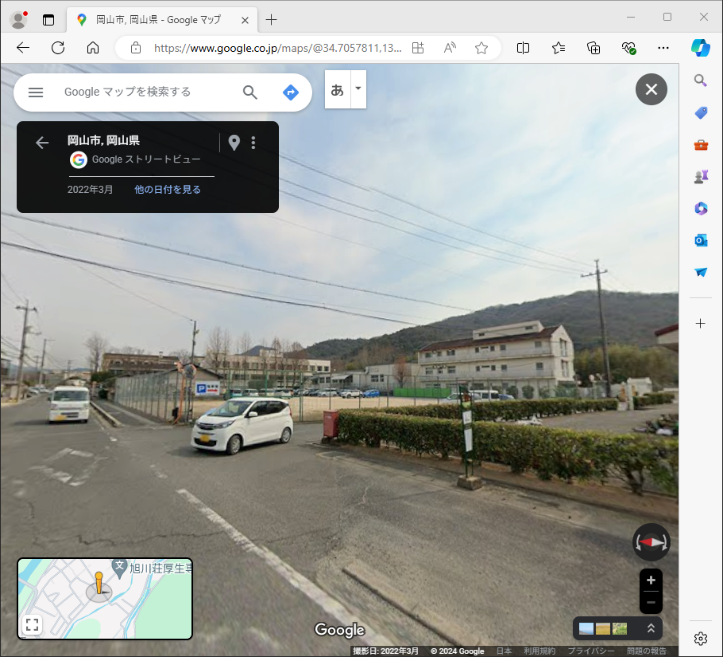 岡山市, 岡山県 - Google マップ
https://www.google.co.jp/maps/@34.7057811,13...
Google マップを検索する
あ
岡山市, 岡山県
Google ストリートビュー
2022年3月
他の日付を見る
P
文
旭川荘厚生専
Google
撮影日: 2022年3月 © 2024 Google 日本 利用規約 プライバシー 問題の報告